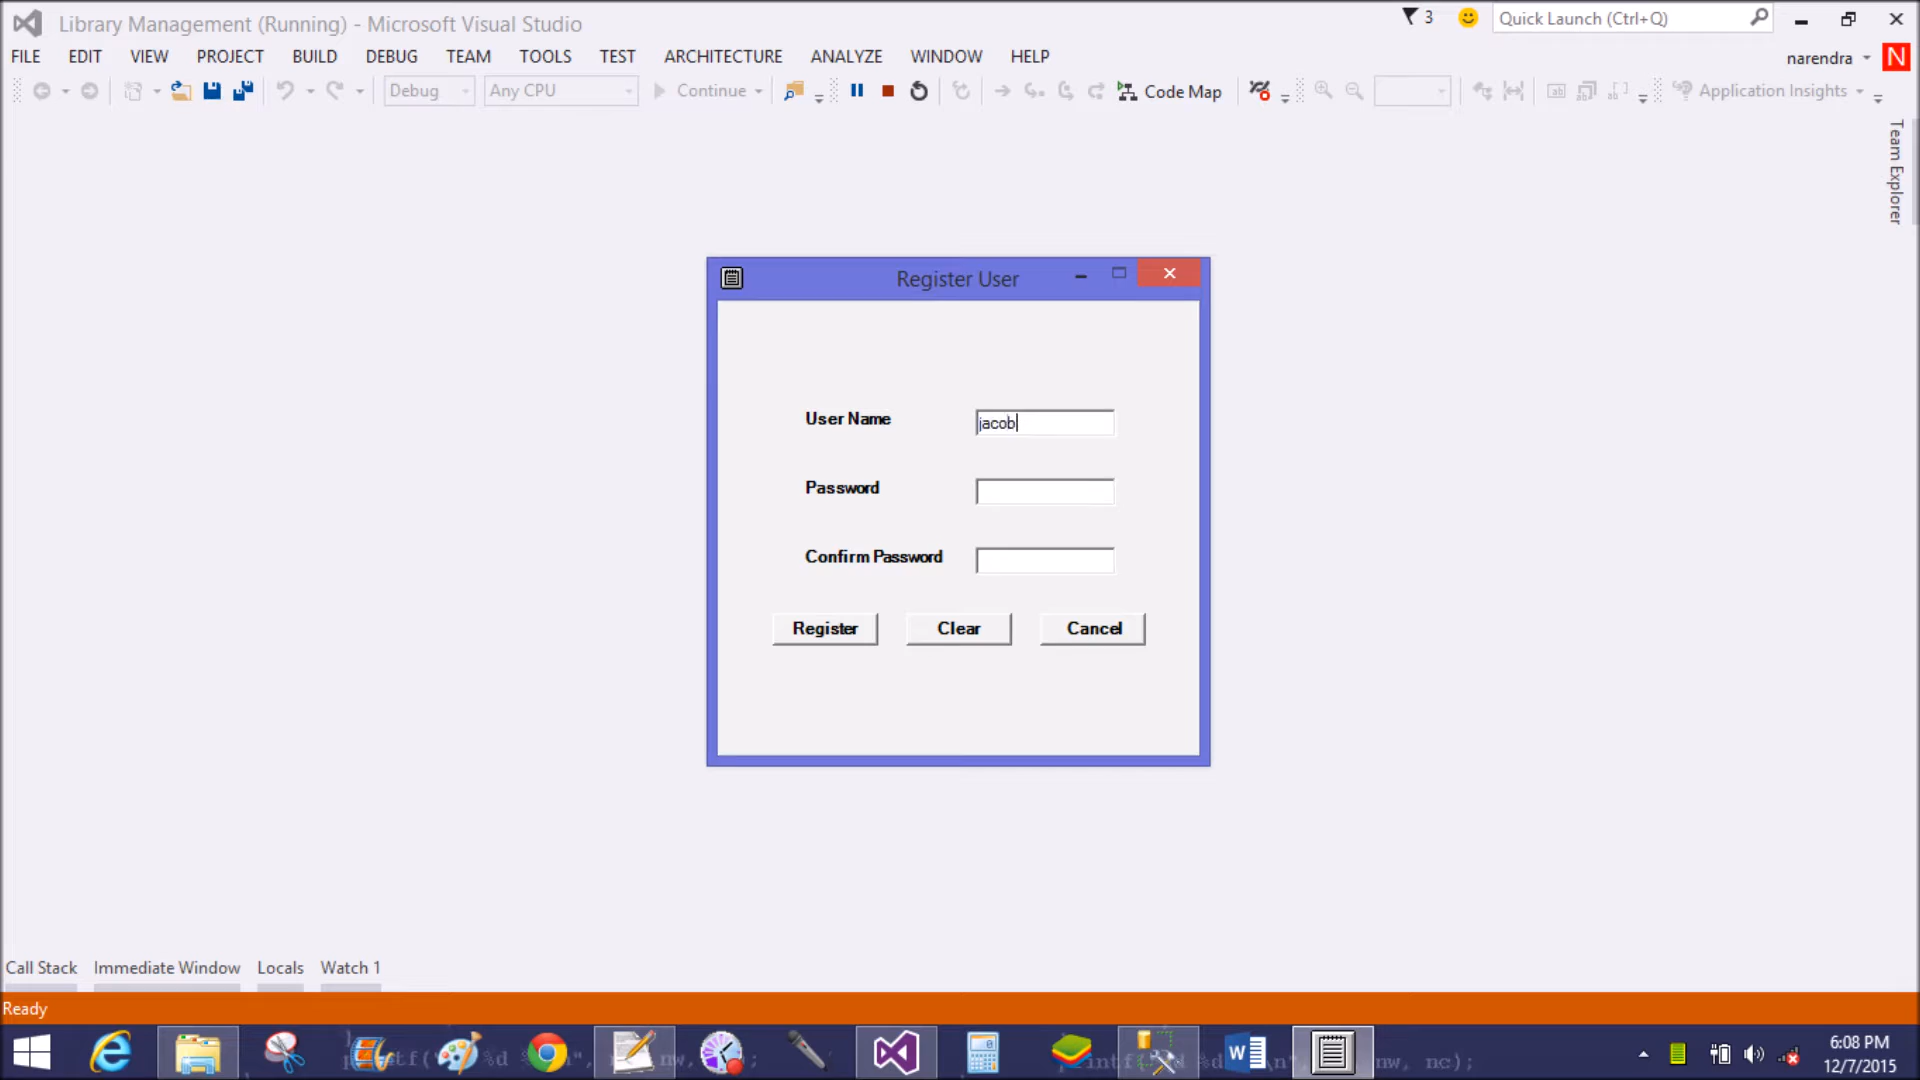 Library Management (Running) - Microsoft Visual Studio
3
Quick Launch (Ctrl+Q)
FILE EDIT VIEW PROJECT BUILD DEBUG TEAM TOOLS TEST ARCHITECTURE ANALYZE WINDOW HELP
narendra N
Debug Any CPU Continue Code Map Application Insights
Team Explorer
Register User
User Name jacob
Password
Confirm Password
Register Clear Cancel
Call Stack Immediate Window Locals Watch 1
Ready
6:08 PM
12/7/2015